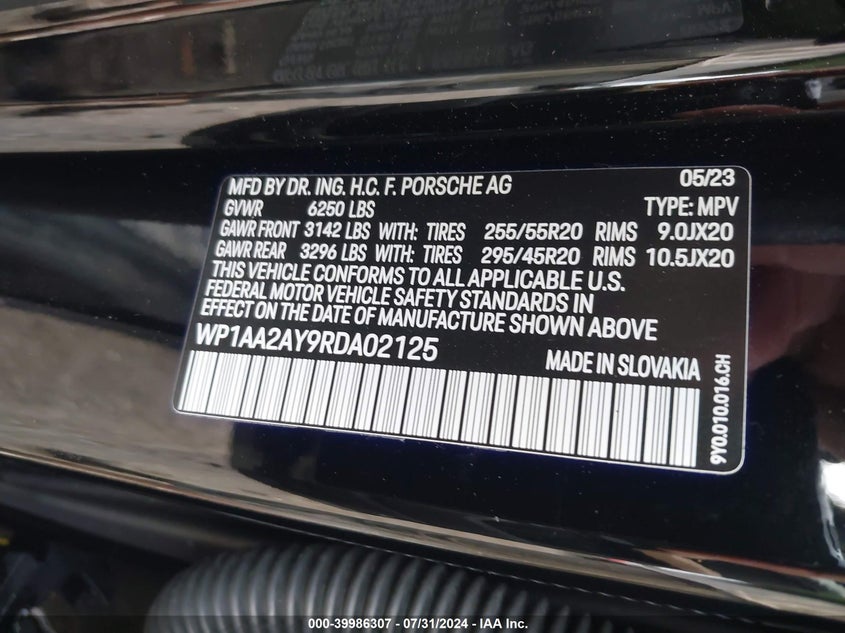 MFD BY DR. ING. H.C. F. PORSCHE AG 05/23
GVWR 6250 LBS TYPE: MPV
GAWR FRONT 3142 LBS WITH: TIRES 255/55R20 RIMS 9.0JX20
GAWR REAR 3296 LBS WITH: TIRES 295/45R20 RIMS 10.5JX20
THIS VEHICLE CONFORMS TO ALL APPLICABLE U.S.
FEDERAL MOTOR VEHICLE SAFETY STANDARDS IN
EFFECT ON THE DATE OF MANUFACTURE SHOWN ABOVE
WP1AA2AY9RDA02125 MADE IN SLOVAKIA
9Y0.010.016.CH
000-39986307 / 07/31/2024 - IAA Inc.